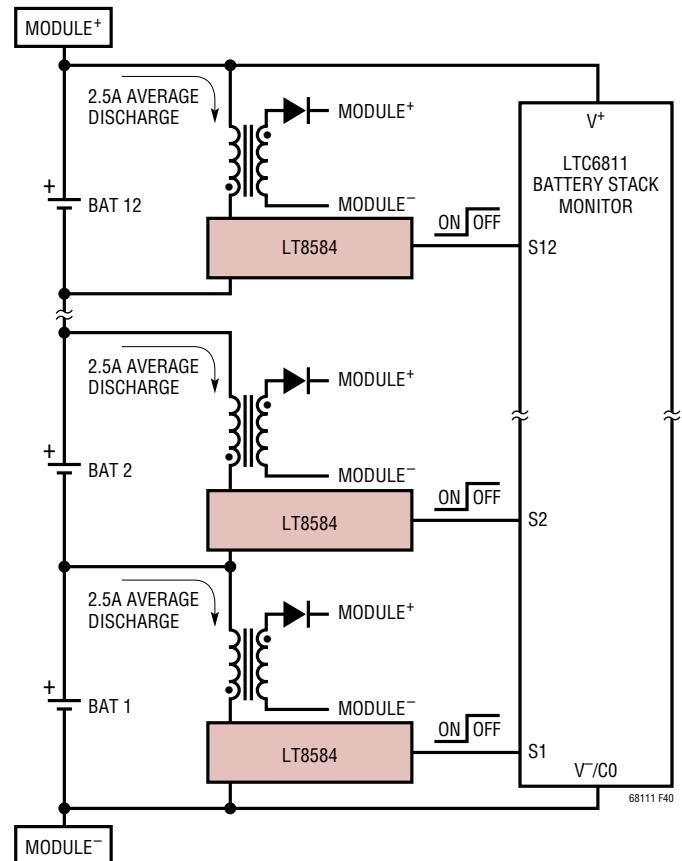 MODULE+
2.5A AVERAGE
DISCHARGE
MODULE+
V+
LTC6811
BATTERY STACK
MONITOR
+
BAT 12
MODULE−
ON OFF
LT8584
S12
2.5A AVERAGE
DISCHARGE
MODULE+
+
BAT 2
MODULE−
ON OFF
LT8584
S2
2.5A AVERAGE
DISCHARGE
MODULE+
+
BAT 1
MODULE−
ON OFF
LT8584
S1
V−/C0
68111 F40
MODULE−